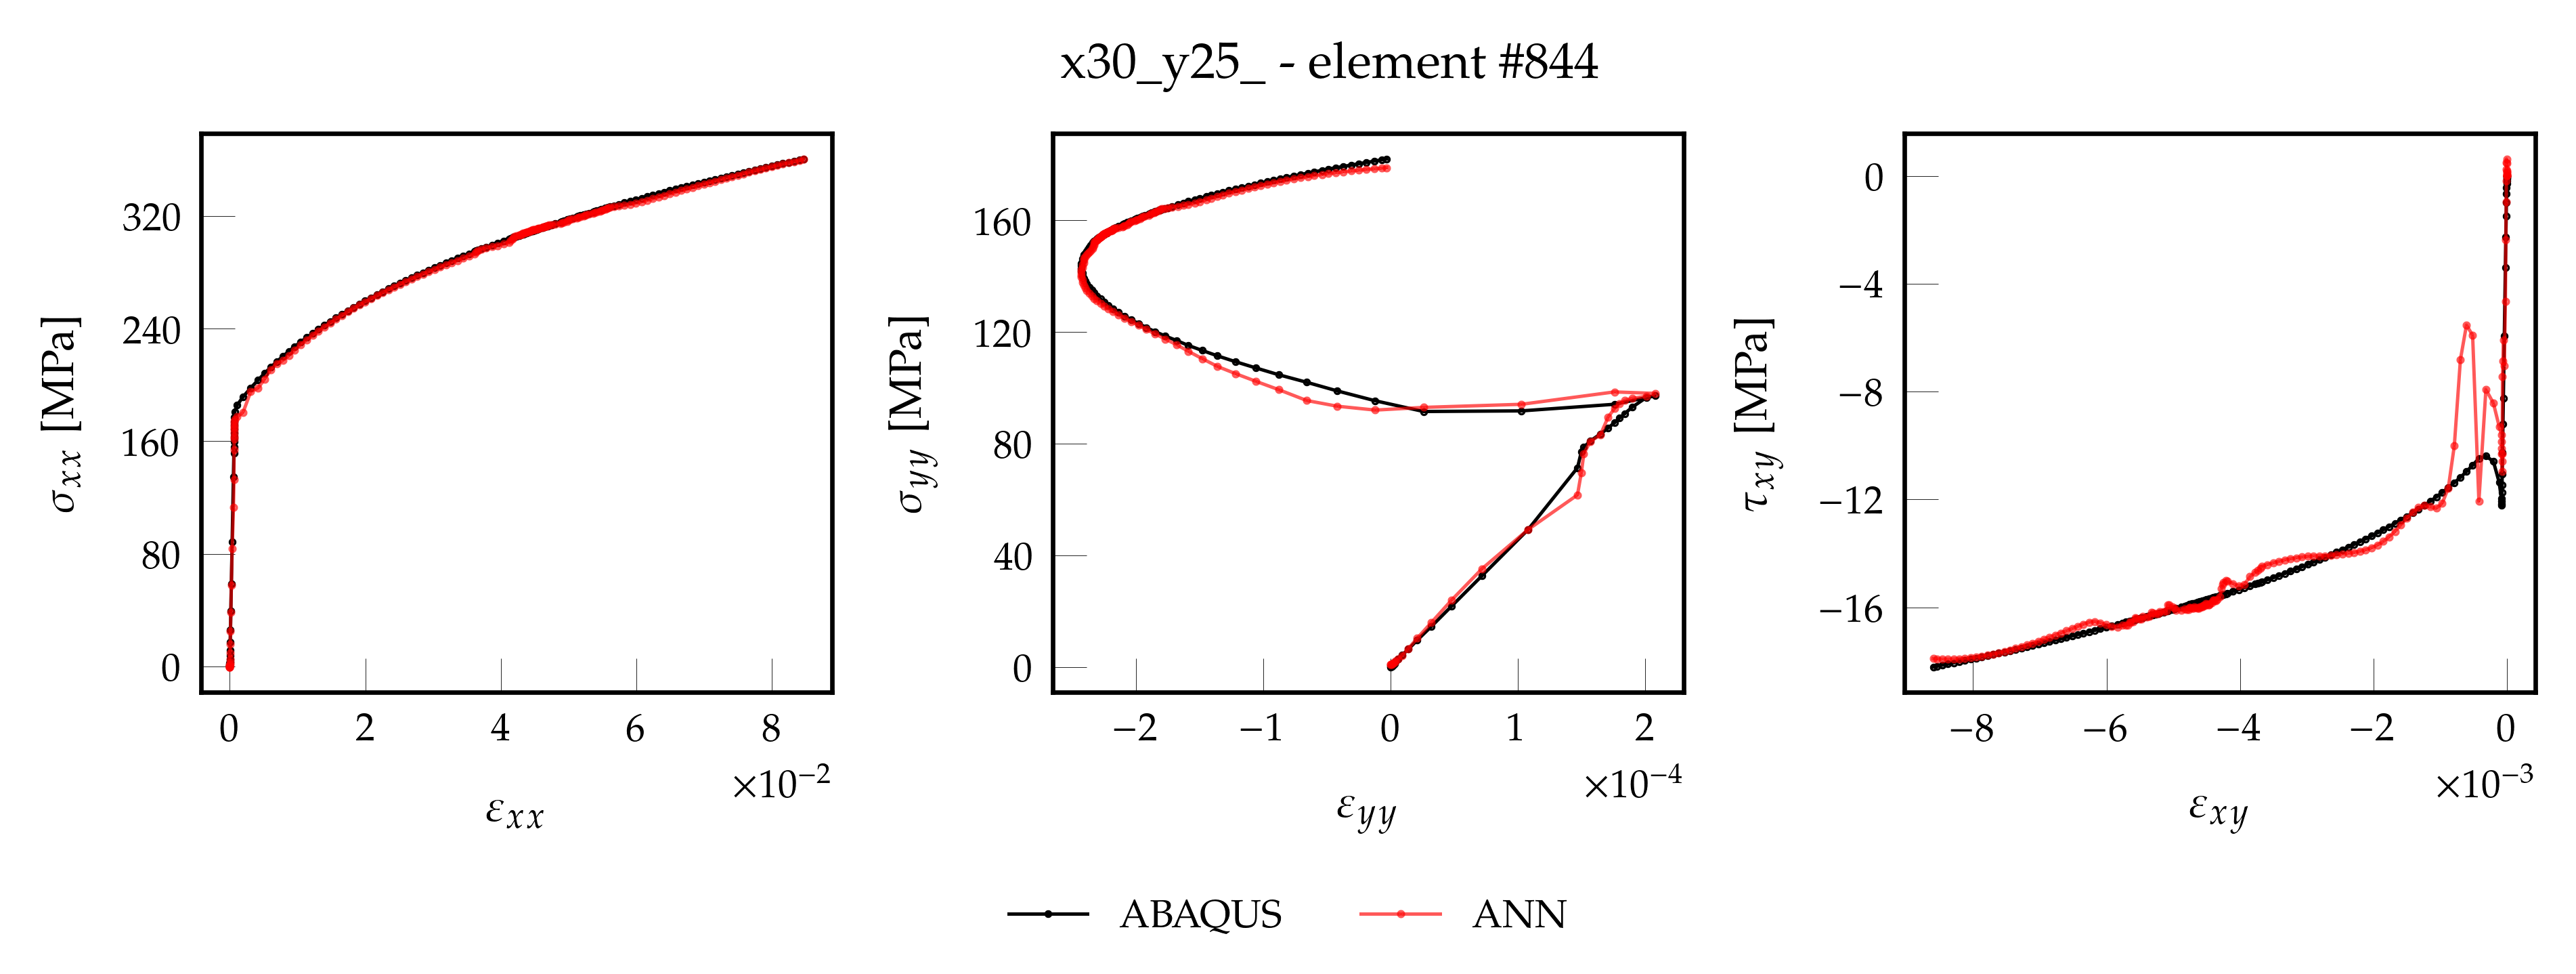 x30_y25_ - element #844
σxx [MPa]
320
240
160
80
0
0 2 4 6 8
×10−2
εxx
σyy [MPa]
160
120
80
40
0
−2 −1 0 1 2
×10−4
εyy
τxy [MPa]
0
−4
−8
−12
−16
−8 −6 −4 −2 0
×10−3
εxy
ABAQUS ANN